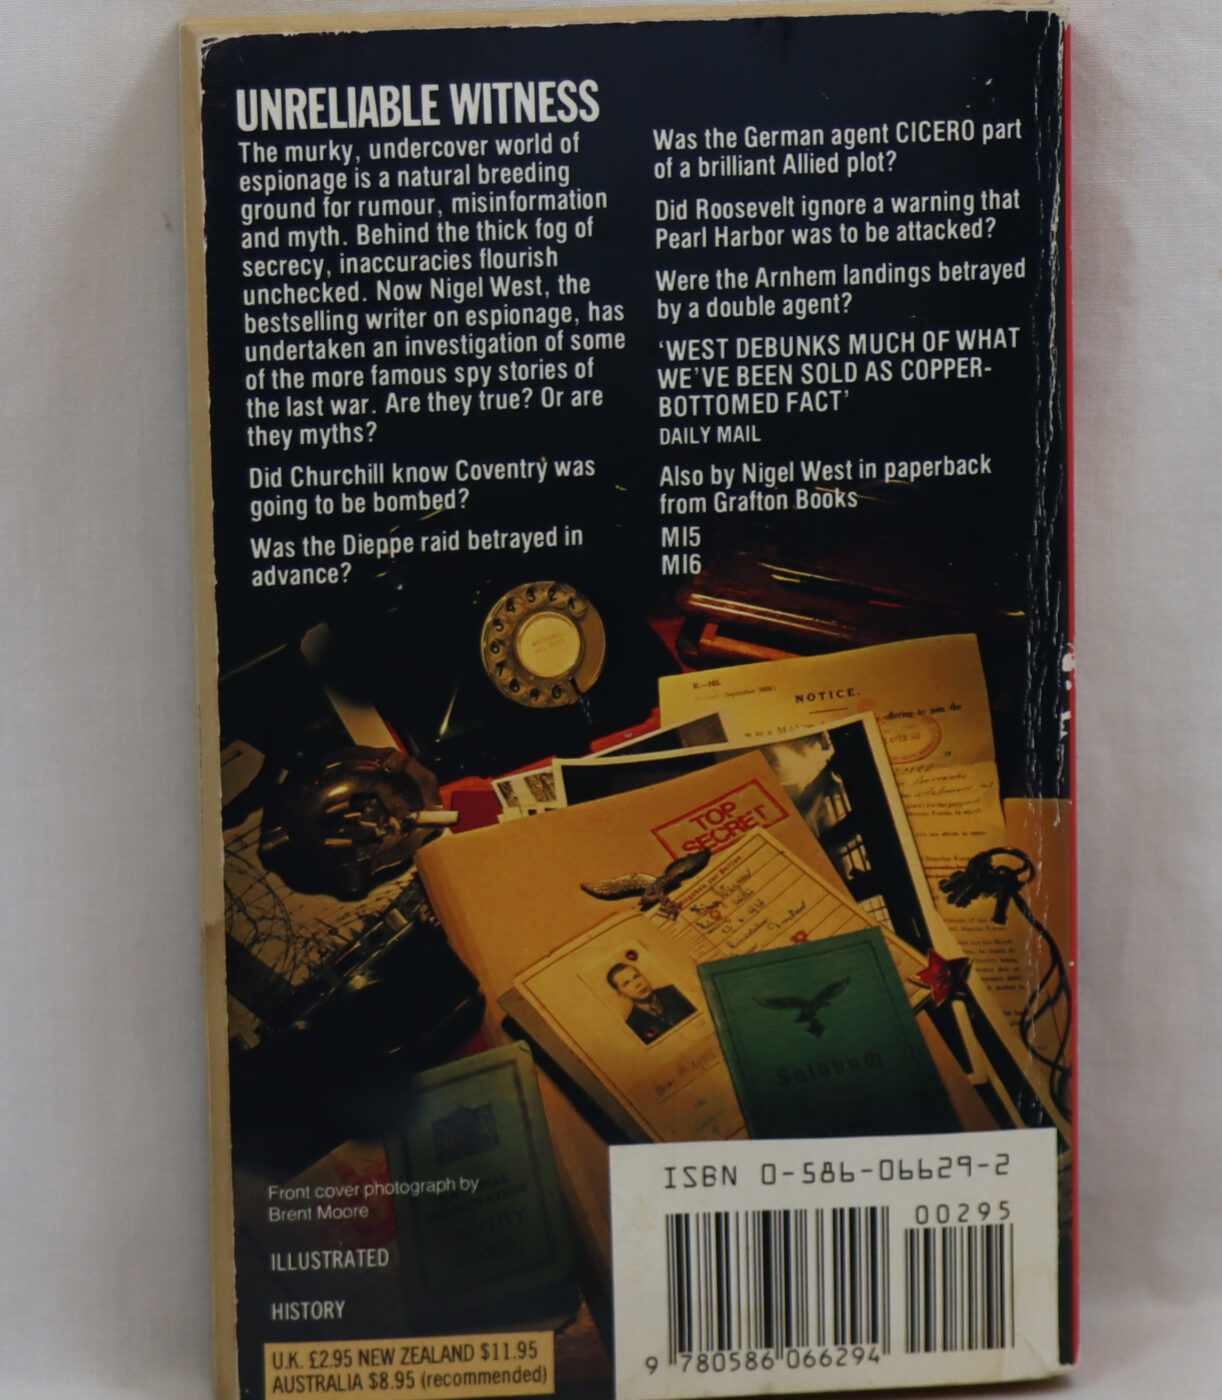 UNRELIABLE WITNESS
The murky, undercover world of
espionage is a natural breeding
ground for rumour, misinformation
and myth. Behind the thick fog of
secrecy, inaccuracies flourish
unchecked. Now Nigel West, the
bestselling writer on espionage, has
undertaken an investigation of some
of the more famous spy stories of
the last war. Are they true? Or are
they myths?
Did Churchill know Coventry was
going to be bombed?
Was the Dieppe raid betrayed in
advance?
Was the German agent CICERO part
of a brilliant Allied plot?
Did Roosevelt ignore a warning that
Pearl Harbor was to be attacked?
Were the Arnhem landings betrayed
by a double agent?
‘WEST DEBUNKS MUCH OF WHAT
WE’VE BEEN SOLD AS COPPER-
BOTTOMED FACT’
DAILY MAIL
Also by Nigel West in paperback
from Grafton Books
MI5
MI6
NOTICE.
TOP
SECRET
Soldbuch
Front cover photograph by
Brent Moore
ILLUSTRATED
HISTORY
U.K. £2.95 NEW ZEALAND $11.95
AUSTRALIA $8.95 (recommended)
ISBN 0-586-06629-2
00295
9 780586 066294